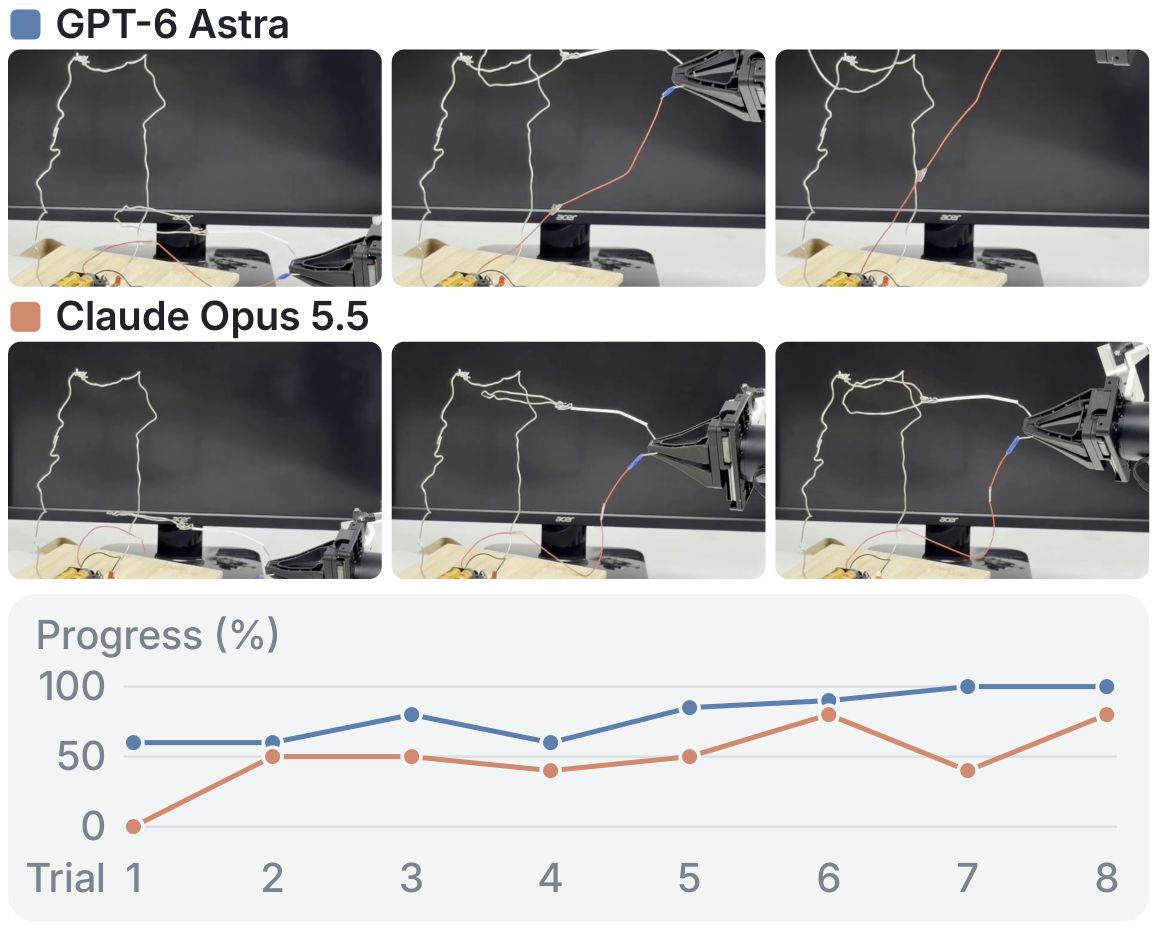 GPT-6 Astra
acer
acer
acer
Claude Opus 5.5
acer
acer
acer
Progress (%)
100
50
0
Trial 1 2 3 4 5 6 7 8